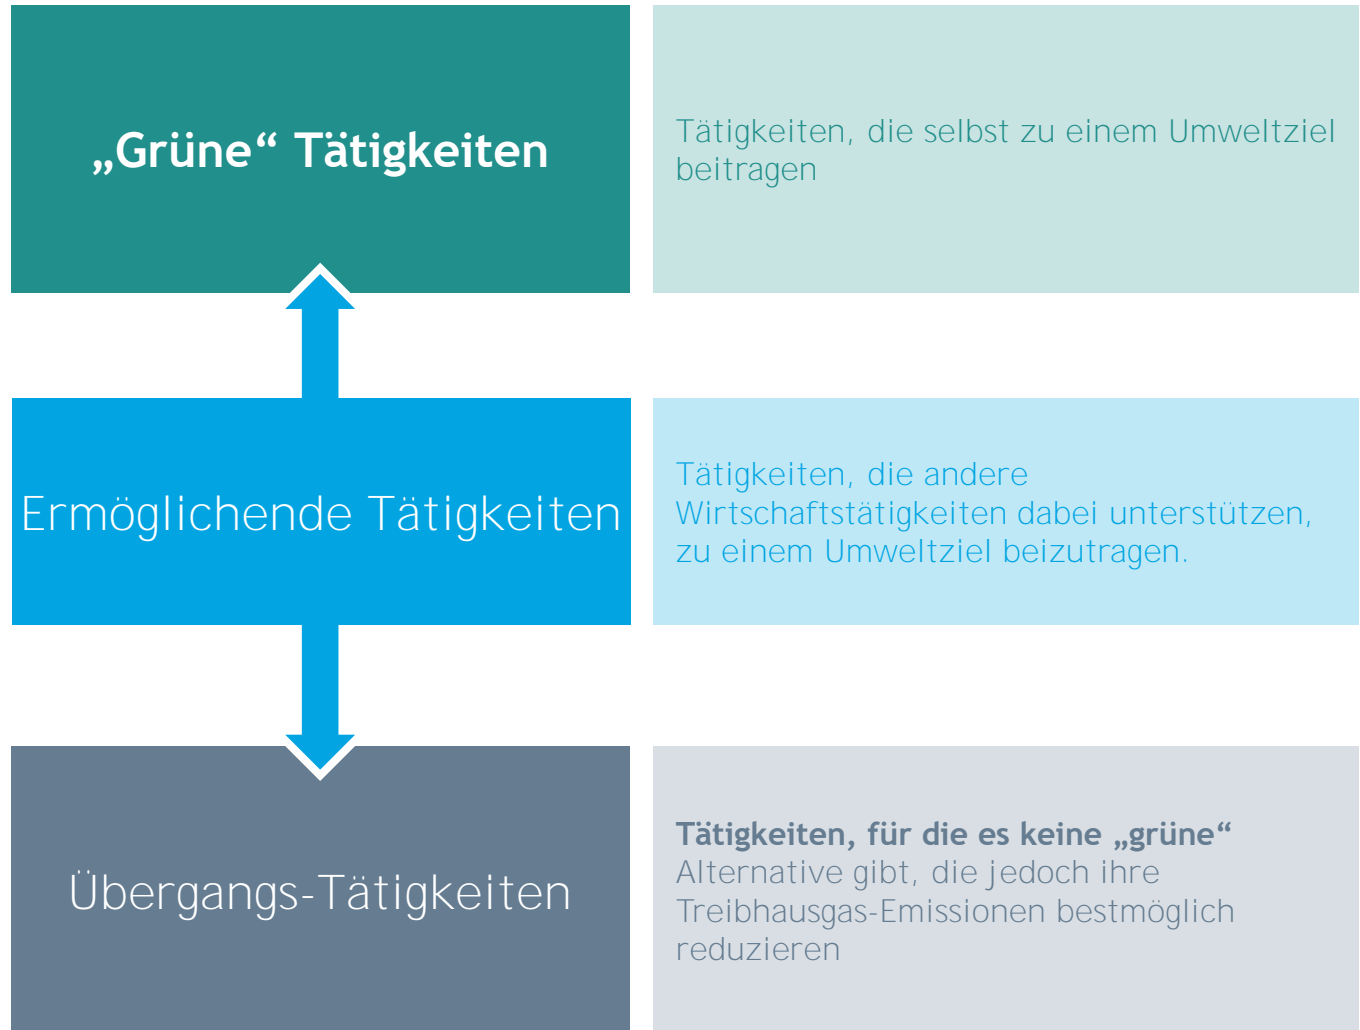 „Grüne“ Tätigkeiten
Tätigkeiten, die selbst zu einem Umweltziel
beitragen
Ermöglichende Tätigkeiten
Tätigkeiten, die andere
Wirtschaftstätigkeiten dabei unterstützen,
zu einem Umweltziel beizutragen.
Übergangs-Tätigkeiten
Tätigkeiten, für die es keine „grüne“
Alternative gibt, die jedoch ihre
Treibhausgas-Emissionen bestmöglich
reduzieren